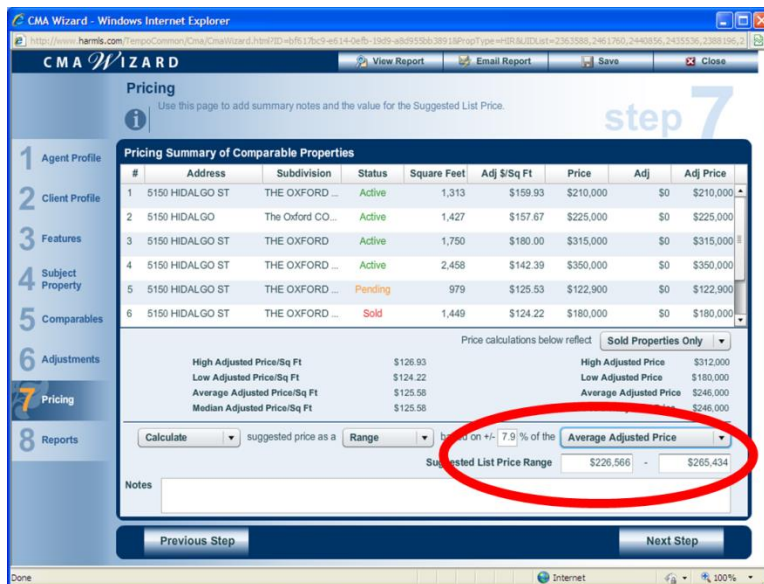 CMA Wizard - Windows Internet Explorer
CMA WIZARD View Report Email Report Save Close
Pricing
Use this page to add summary notes and the value for the Suggested List Price.
step 7
1 Agent Profile
2 Client Profile
3 Features
4 Subject Property
5 Comparables
6 Adjustments
7 Pricing
8 Reports
Pricing Summary of Comparable Properties
# Address Subdivision Status Square Feet Adj $/Sq Ft Price Adj Adj Price
1 5150 HIDALGO ST THE OXFORD ... Active 1,313 $159.93 $210,000 $0 $210,000
2 5150 HIDALGO The Oxford CO... Active 1,427 $157.67 $225,000 $0 $225,000
3 5150 HIDALGO ST THE OXFORD Active 1,750 $180.00 $315,000 $0 $315,000
4 5150 HIDALGO ST THE OXFORD ... Active 2,458 $142.39 $350,000 $0 $350,000
5 5150 HIDALGO ST THE OXFORD ... Pending 979 $125.53 $122,900 $0 $122,900
6 5150 HIDALGO ST THE OXFORD ... Sold 1,449 $124.22 $180,000 $0 $180,000
Price calculations below reflect Sold Properties Only
High Adjusted Price/Sq Ft $126.93 High Adjusted Price $312,000
Low Adjusted Price/Sq Ft $124.22 Low Adjusted Price $180,000
Average Adjusted Price/Sq Ft $125.58 Average Adjusted Price $246,000
Median Adjusted Price/Sq Ft $125.58 $246,000
Calculate suggested price as a Range based on +/- 7.9 % of the Average Adjusted Price
Suggested List Price Range $226,566 - $265,434
Notes
Previous Step Next Step
Done Internet 100%